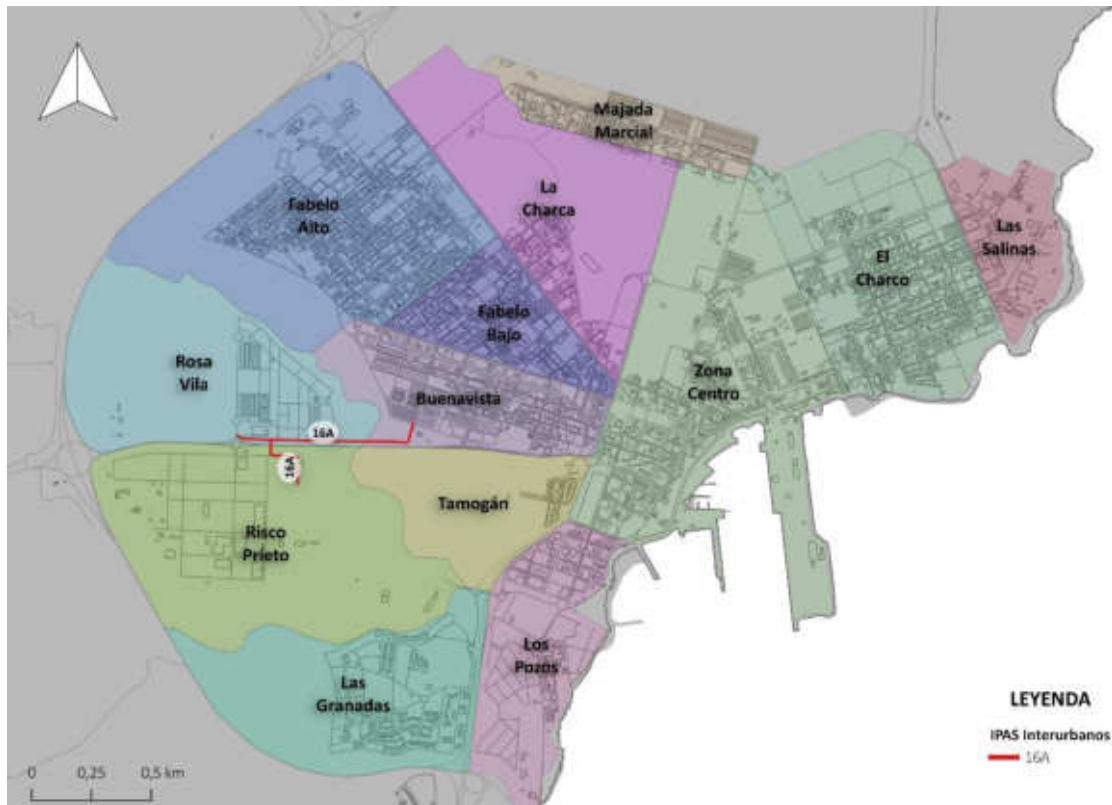 Majada
Marcial
La
Charca
Fabelo
Alto
Las
Salinas
El
Charco
Fabelo
Bajo
Rosa
Vila
Zona
Centro
Buenavista
16A
16A
Tamogán
Risco
Prieto
Los
Pozos
Las
Granadas
LEYENDA
IPAS Interurbanos
16A
0 0,25 0,5 km